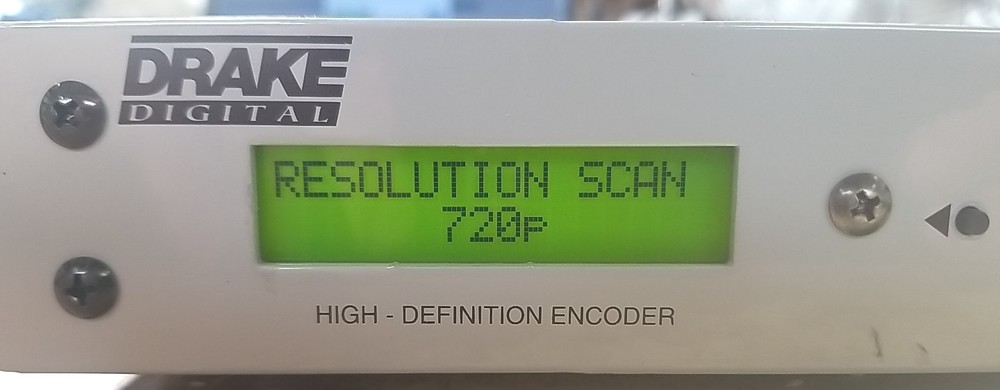 DRAKE
DIGITAL
RESOLUTION SCAN
720p
HIGH - DEFINITION ENCODER